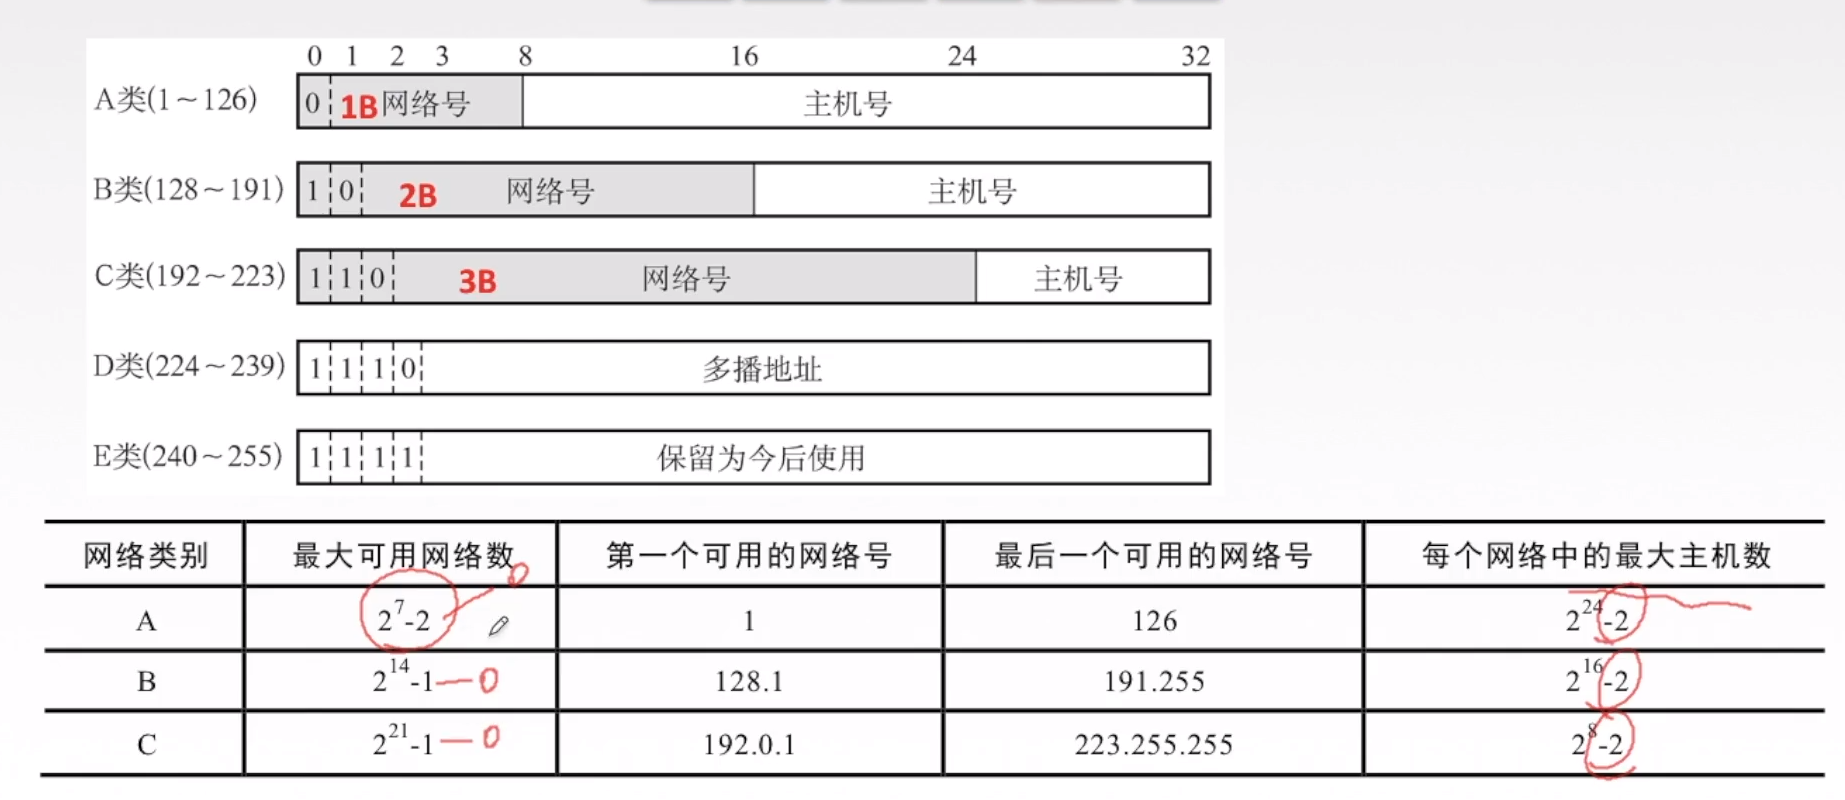 0 1 2 3 8 16 24 32
A类(1～126) 0 1B 网络号 主机号
B类(128～191) 1 0 2B 网络号 主机号
C类(192～223) 1 1 0 3B 网络号 主机号
D类(224～239) 1 1 1 0 多播地址
E类(240～255) 1 1 1 1 保留为今后使用
网络类别 最大可用网络数 第一个可用的网络号 最后一个可用的网络号 每个网络中的最大主机数
0
A 2^7-2 1 126 2^24-2
B 2^14-1 — 0 128.1 191.255 2^16-2
C 2^21-1 — 0 192.0.1 223.255.255 2^8-2